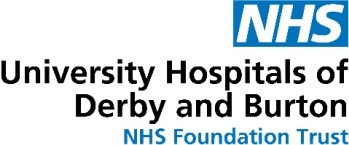 NHS
University Hospitals of
Derby and Burton
NHS Foundation Trust